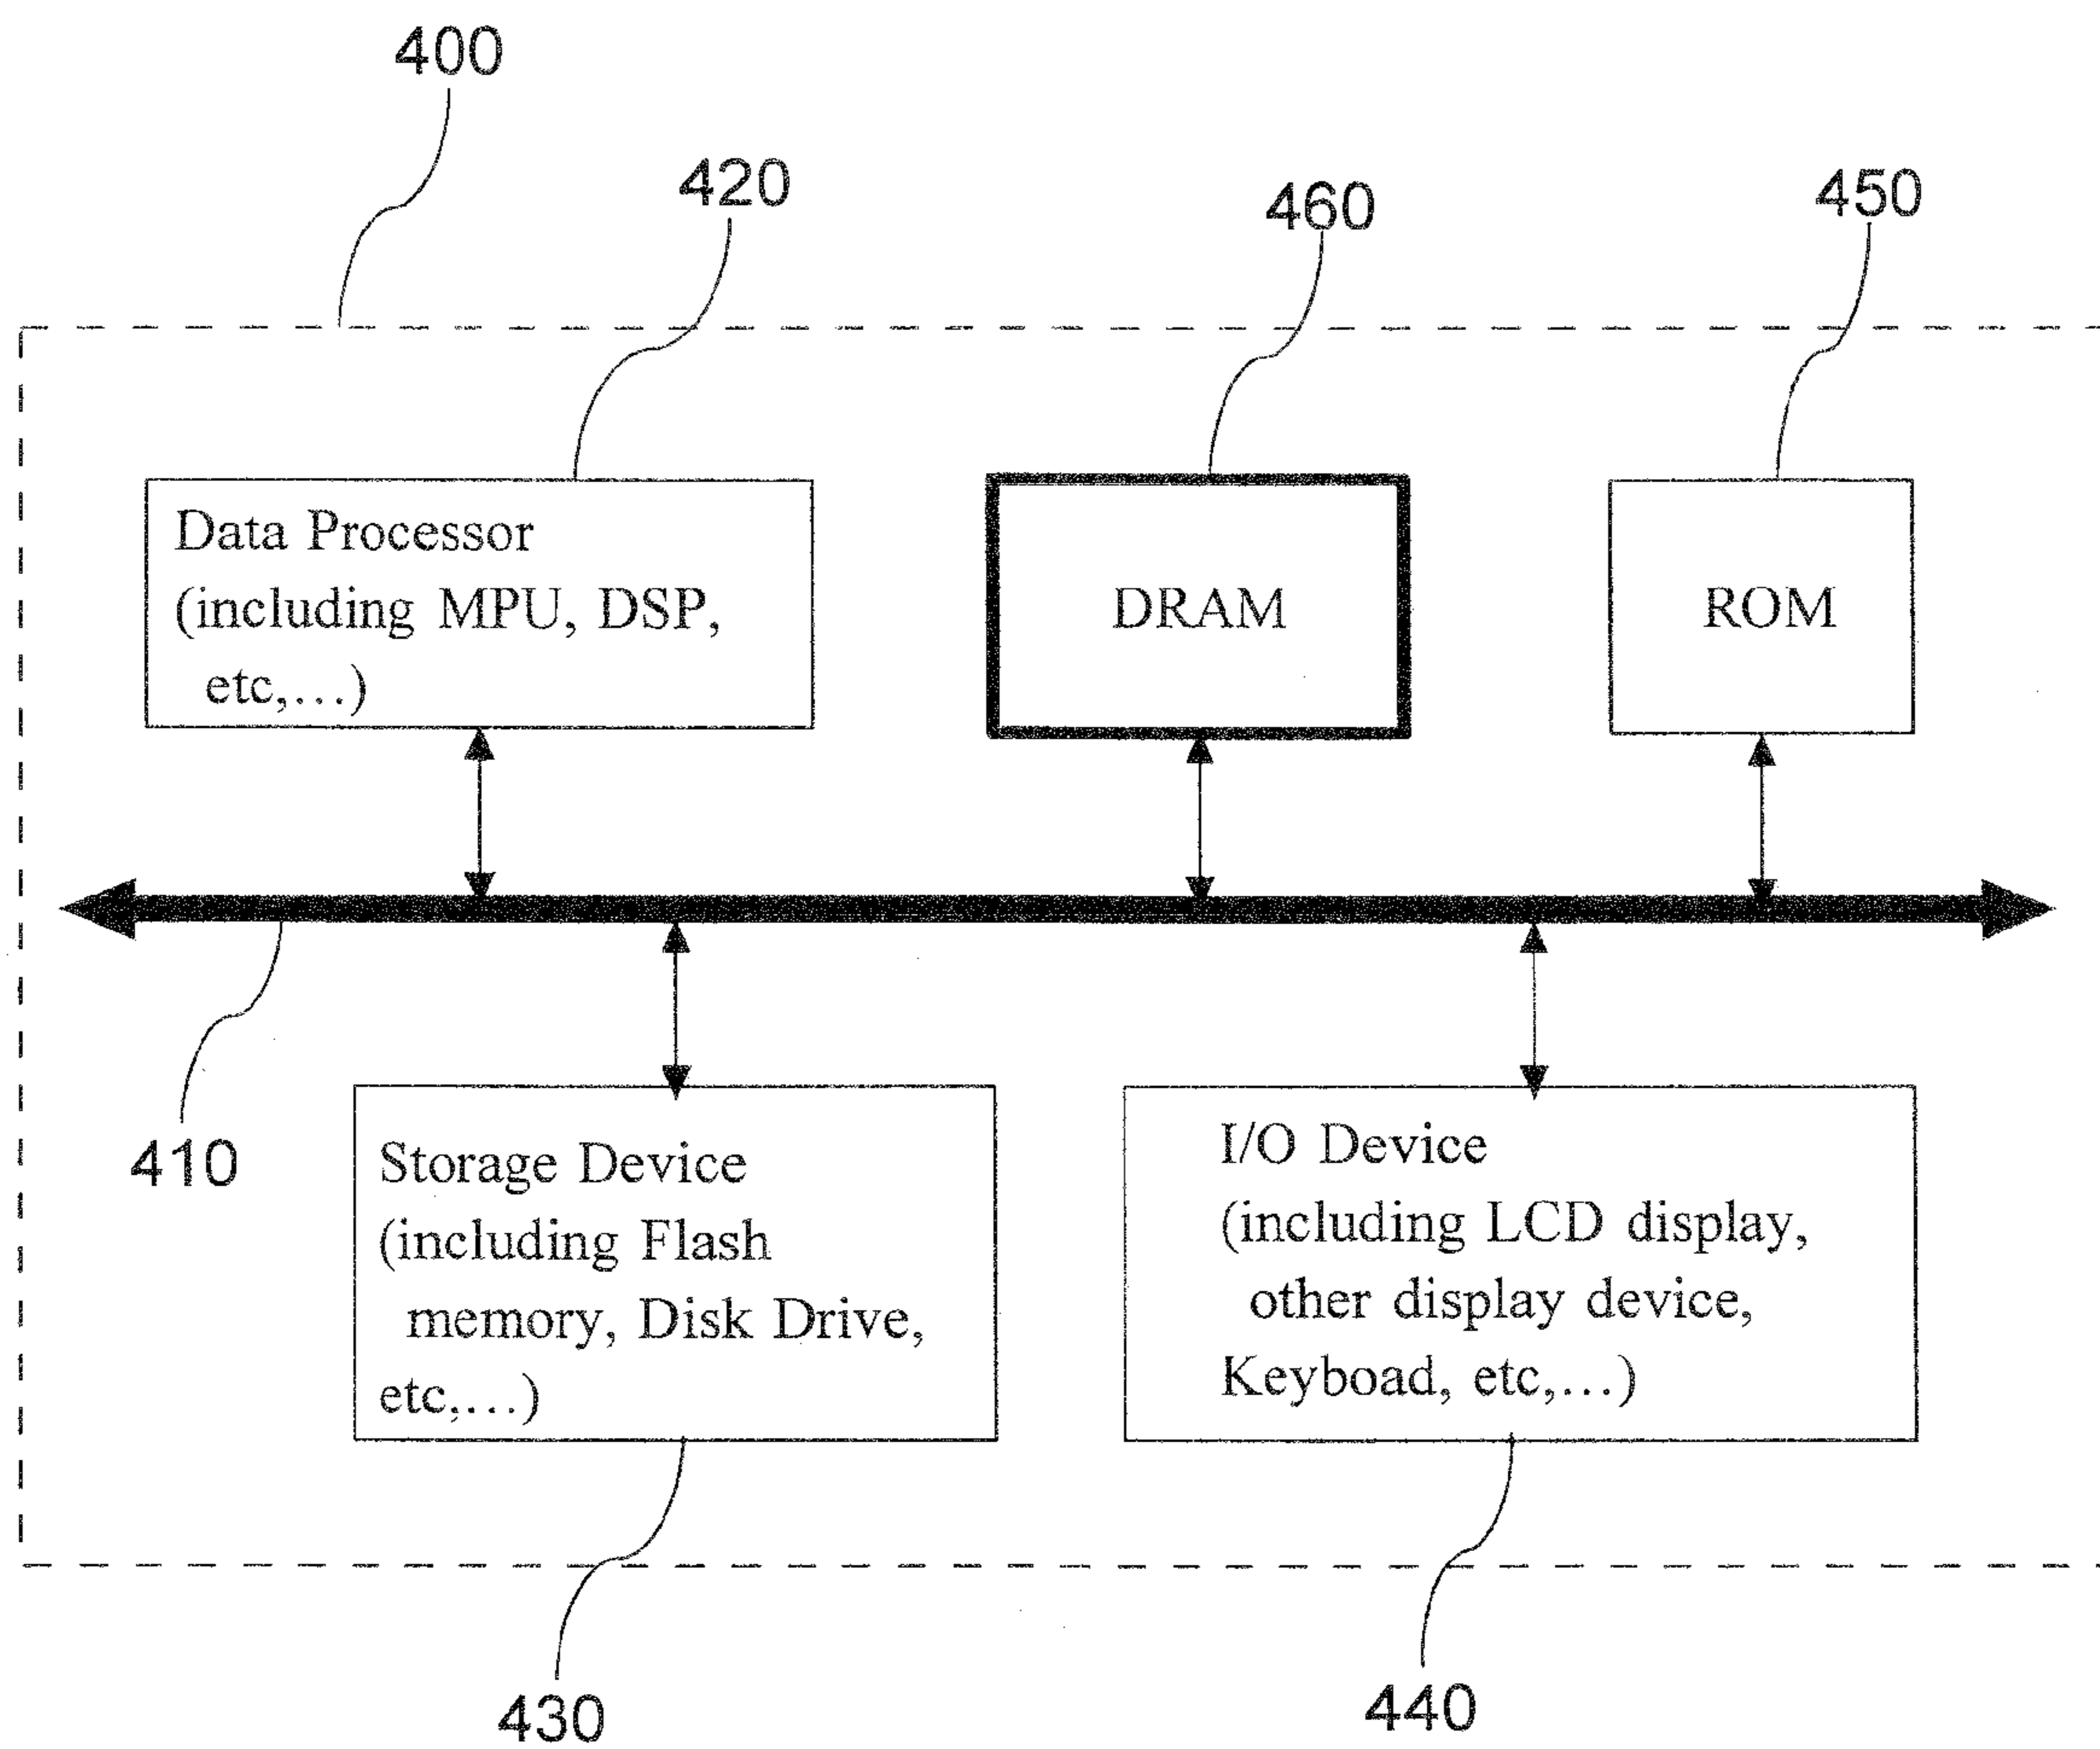 400
420
460
450
Data Processor
(including MPU, DSP,
etc,...)
DRAM
ROM
410
Storage Device
(including Flash
memory, Disk Drive,
etc,...)
I/O Device
(including LCD display,
other display device,
Keyboad, etc,...)
430
440